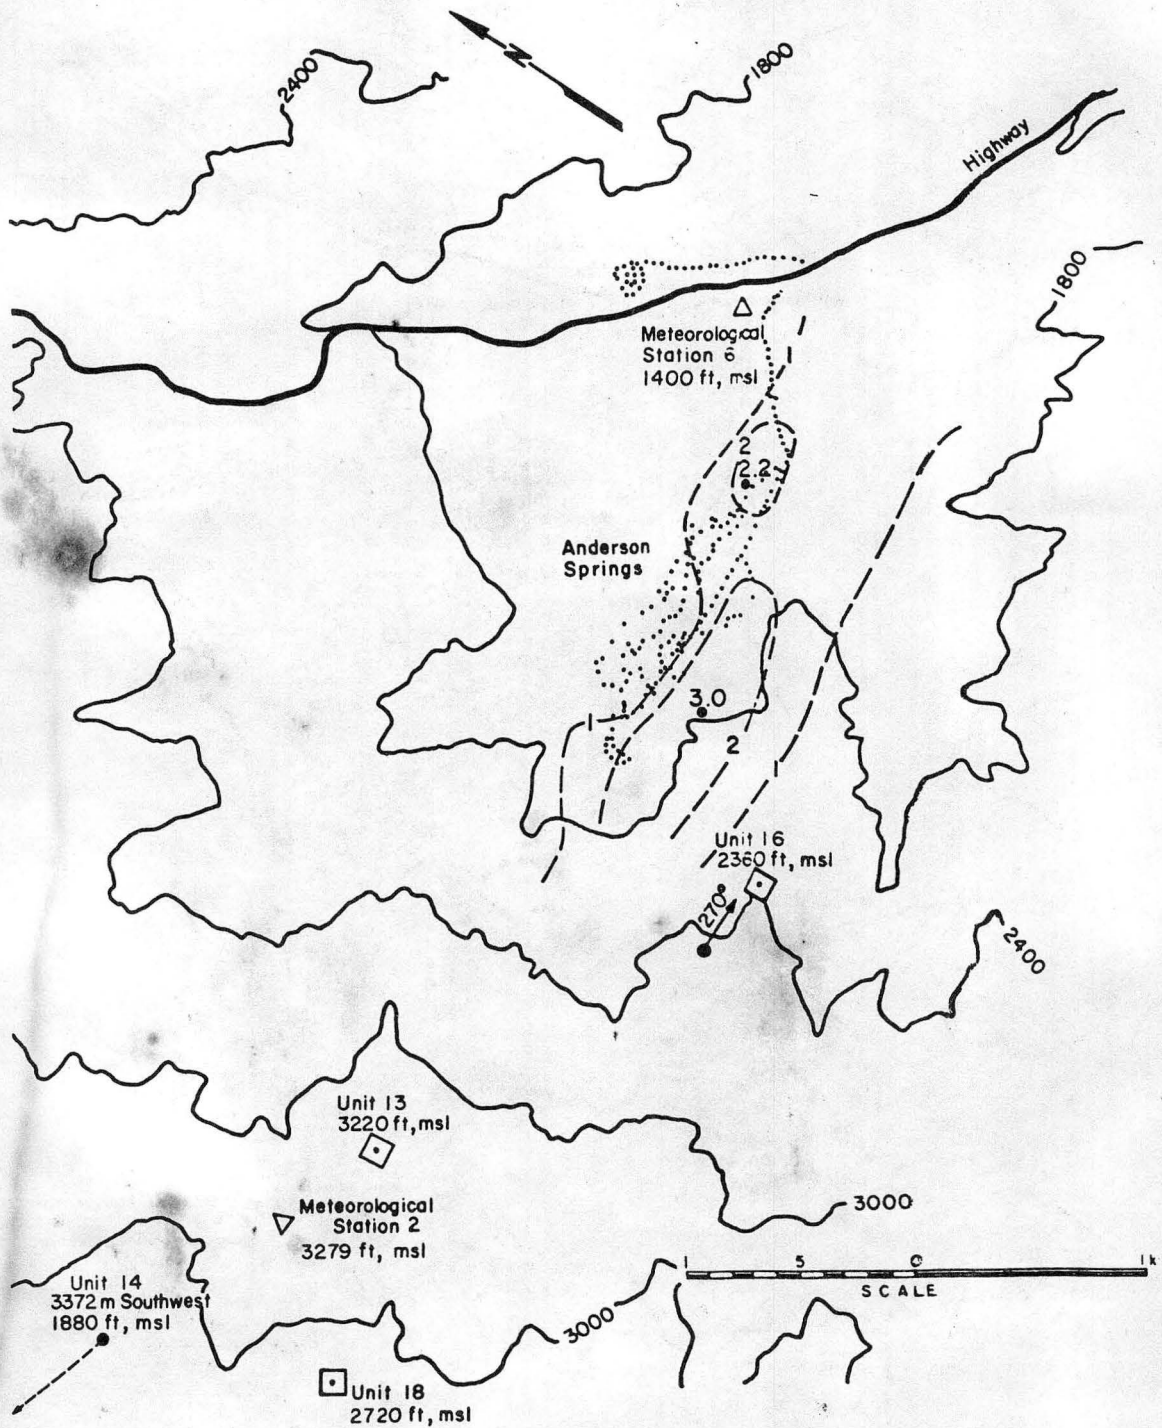 N
2400
1800
Highway
1800
Meteorological
Station 6
1400 ft, msl
1
2
2.2
Anderson
Springs
3.0
1
2
1
Unit 16
2360 ft, msl
270°
2400
Unit 13
3220 ft, msl
Meteorological
Station 2
3279 ft, msl
3000
Unit 14
3372 m Southwest
1880 ft, msl
1 5 0 1 k
SCALE
3000
Unit 18
2720 ft, msl